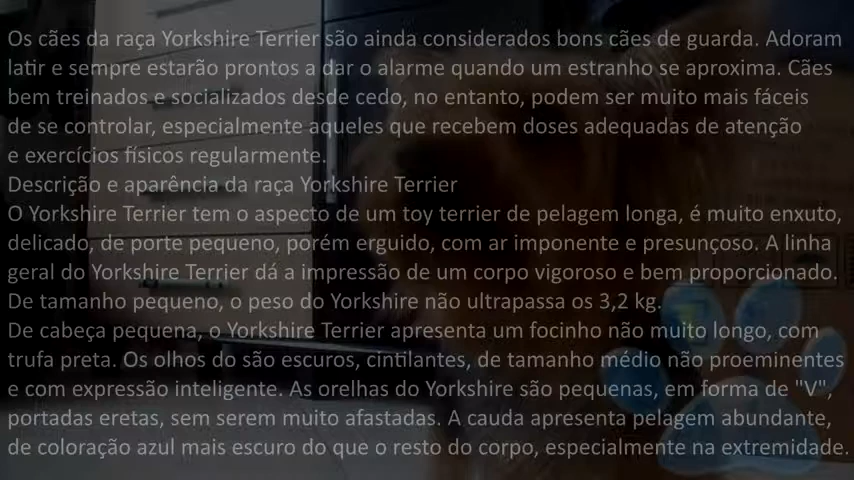 Os cães da raça Yorkshire Terrier são ainda considerados bons cães de guarda. Adoram
latir e sempre estarão prontos a dar o alarme quando um estranho se aproxima. Cães
bem treinados e socializados desde cedo, no entanto, podem ser muito mais fáceis
de se controlar, especialmente aqueles que recebem doses adequadas de atenção
e exercícios físicos regularmente.
Descrição e aparência da raça Yorkshire Terrier
O Yorkshire Terrier tem o aspecto de um toy terrier de pelagem longa, é muito enxuto,
delicado, de porte pequeno, porém erguido, com ar imponente e presunçoso. A linha
geral do Yorkshire Terrier dá a impressão de um corpo vigoroso e bem proporcionado.
De tamanho pequeno, o peso do Yorkshire não ultrapassa os 3,2 kg.
De cabeça pequena, o Yorkshire Terrier apresenta um focinho não muito longo, com
trufa preta. Os olhos do são escuros, cintilantes, de tamanho médio não proeminentes
e com expressão inteligente. As orelhas do Yorkshire são pequenas, em forma de "V",
portadas eretas, sem serem muito afastadas. A cauda apresenta pelagem abundante,
de coloração azul mais escuro do que o resto do corpo, especialmente na extremidade.